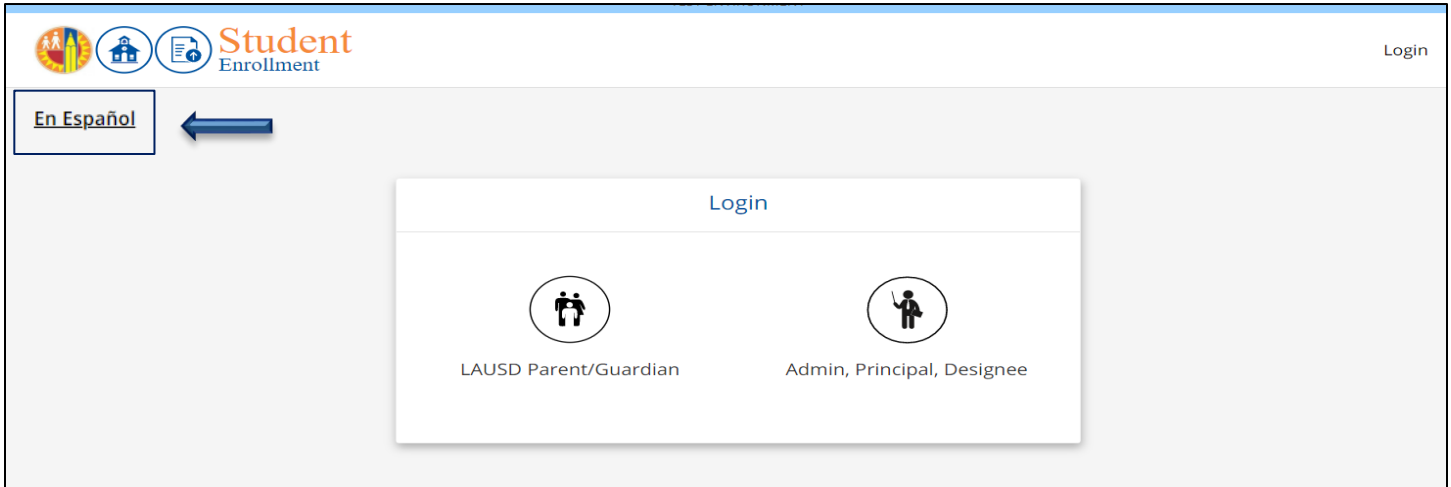 Student
Enrollment
Login
En Español
Login
LAUSD Parent/Guardian
Admin, Principal, Designee